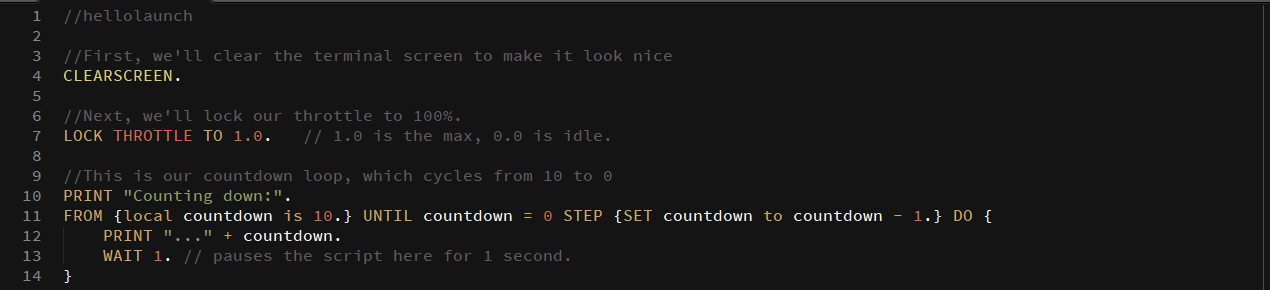 1 //hellolaunch
2
3 //First, we'll clear the terminal screen to make it look nice
4 CLEARSCREEN.
5
6 //Next, we'll lock our throttle to 100%.
7 LOCK THROTTLE TO 1.0.   // 1.0 is the max, 0.0 is idle.
8
9 //This is our countdown loop, which cycles from 10 to 0
10 PRINT "Counting down:".
11 FROM {local countdown is 10.} UNTIL countdown = 0 STEP {SET countdown to countdown - 1.} DO {
12     PRINT "..." + countdown.
13     WAIT 1. // pauses the script here for 1 second.
14 }